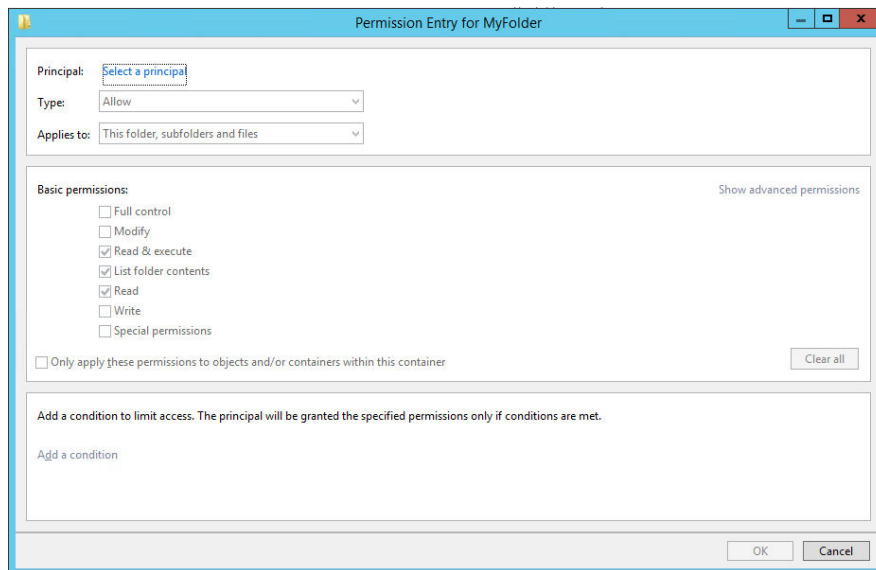 Permission Entry for MyFolder
Principal: Select a principal
Type: Allow
Applies to: This folder, subfolders and files
Basic permissions: Show advanced permissions
Full control
Modify
Read & execute
List folder contents
Read
Write
Special permissions
Only apply these permissions to objects and/or containers within this container Clear all
Add a condition to limit access. The principal will be granted the specified permissions only if conditions are met.
Add a condition
OK Cancel